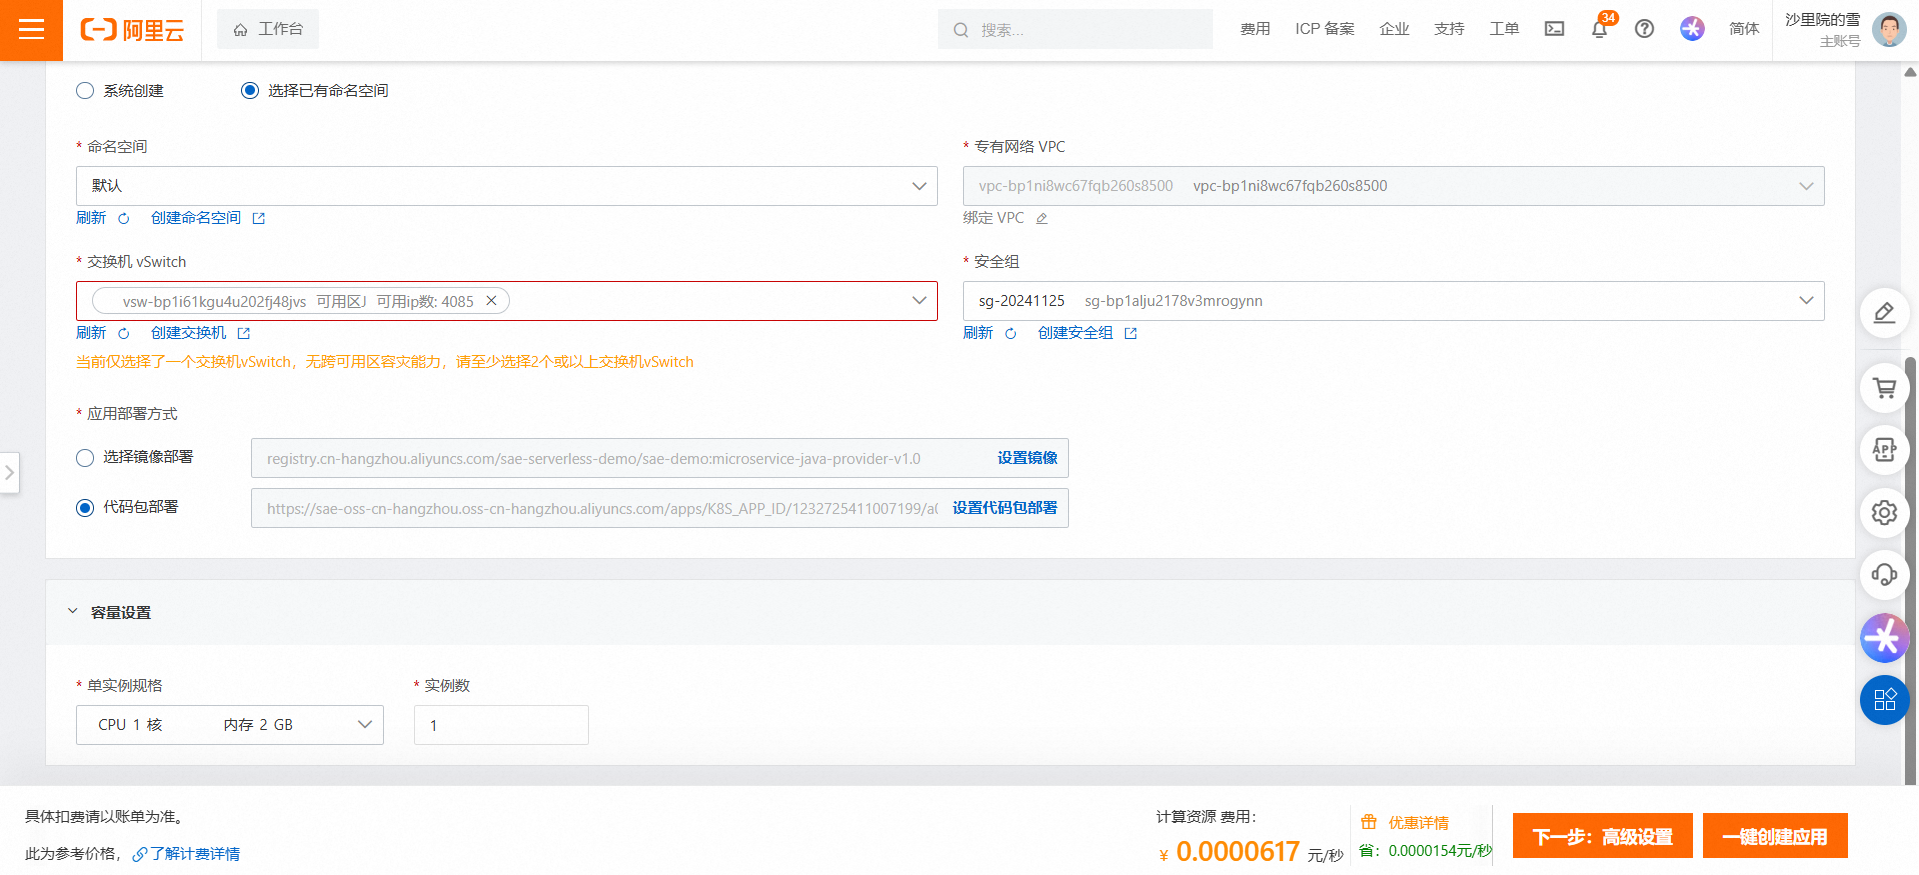 阿里云
工作台
搜索...
费用
ICP 备案
企业
支持
工单
34
简体
沙里院的雪
主账号
系统创建
选择已有命名空间
* 命名空间
* 专有网络 VPC
默认
vpc-bp1ni8wc67fqb260s8500 vpc-bp1ni8wc67fqb260s8500
刷新 创建命名空间
绑定 VPC
* 交换机 vSwitch
* 安全组
vsw-bp1i61kgu4u202fj48jvs 可用区J 可用ip数: 4085
sg-20241125 sg-bp1alju2178v3mrogynn
刷新 创建交换机
刷新 创建安全组
当前仅选择了一个交换机vSwitch，无跨可用区容灾能力，请至少选择2个或以上交换机vSwitch
* 应用部署方式
选择镜像部署
registry.cn-hangzhou.aliyuncs.com/sae-serverless-demo/sae-demo:microservice-java-provider-v1.0 设置镜像
代码包部署
https://sae-oss-cn-hangzhou.oss-cn-hangzhou.aliyuncs.com/apps/K8S_APP_ID/1232725411007199/a0 设置代码包部署
APP
容量设置
* 单实例规格
* 实例数
CPU 1 核 内存 2 GB
1
具体扣费请以账单为准。
此为参考价格， 了解计费详情
计算资源 费用：
¥ 0.0000617 元/秒
优惠详情
省：0.0000154元/秒
下一步：高级设置
一键创建应用